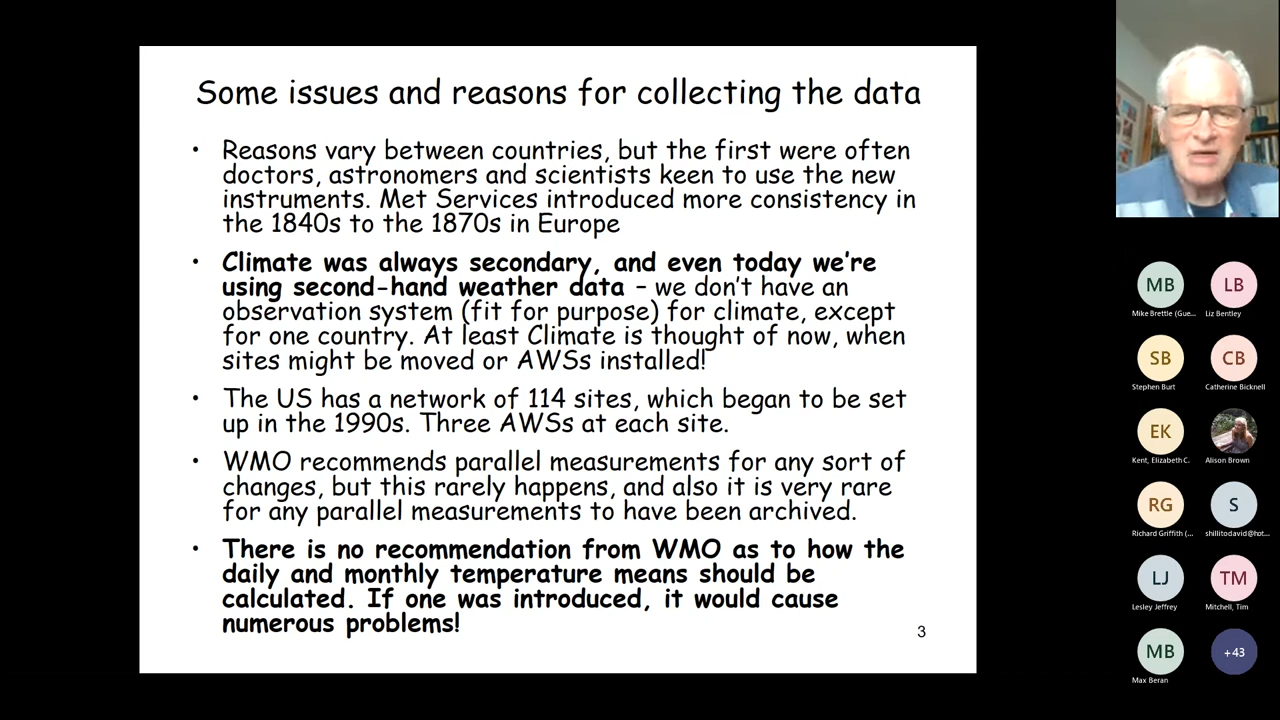 Some issues and reasons for collecting the data
• Reasons vary between countries, but the first were often
doctors, astronomers and scientists keen to use the new
instruments. Met Services introduced more consistency in
the 1840s to the 1870s in Europe
• Climate was always secondary, and even today we're
using second-hand weather data – we don't have an
observation system (fit for purpose) for climate, except
for one country. At least Climate is thought of now, when
sites might be moved or AWSs installed!
• The US has a network of 114 sites, which began to be set
up in the 1990s. Three AWSs at each site.
• WMO recommends parallel measurements for any sort of
changes, but this rarely happens, and also it is very rare
for any parallel measurements to have been archived.
• There is no recommendation from WMO as to how the
daily and monthly temperature means should be
calculated. If one was introduced, it would cause
numerous problems!
3
MB LB
Mike Brettle (Gue... Liz Bentley
SB CB
Stephen Burt Catherine Bicknell
EK
Kent, Elizabeth C. Alison Brown
RG S
Richard Griffith (... shillitodavid@hot...
LJ TM
Lesley Jeffrey Mitchell, Tim
MB +43
Max Beran